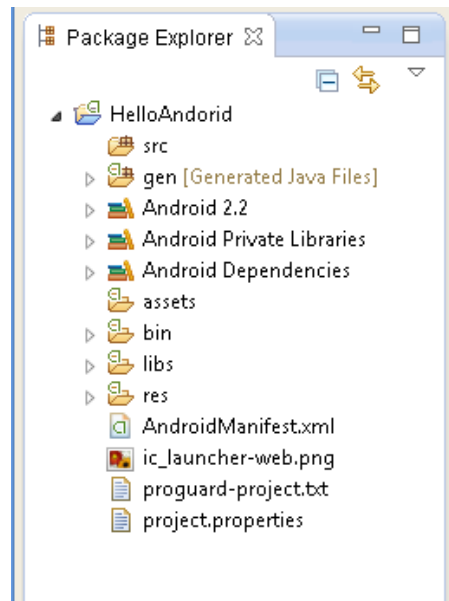 Package Explorer
HelloAndorid
src
gen [Generated Java Files]
Android 2.2
Android Private Libraries
Android Dependencies
assets
bin
libs
res
AndroidManifest.xml
ic_launcher-web.png
proguard-project.txt
project.properties